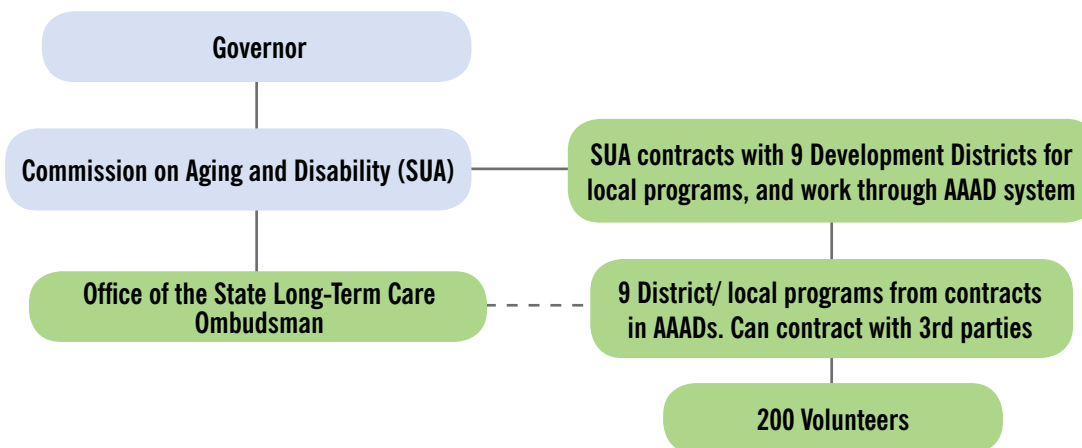 Governor
Commission on Aging and Disability (SUA)
SUA contracts with 9 Development Districts for
local programs, and work through AAAD system
Office of the State Long-Term Care
Ombudsman
9 District/ local programs from contracts
in AAADs. Can contract with 3rd parties
200 Volunteers